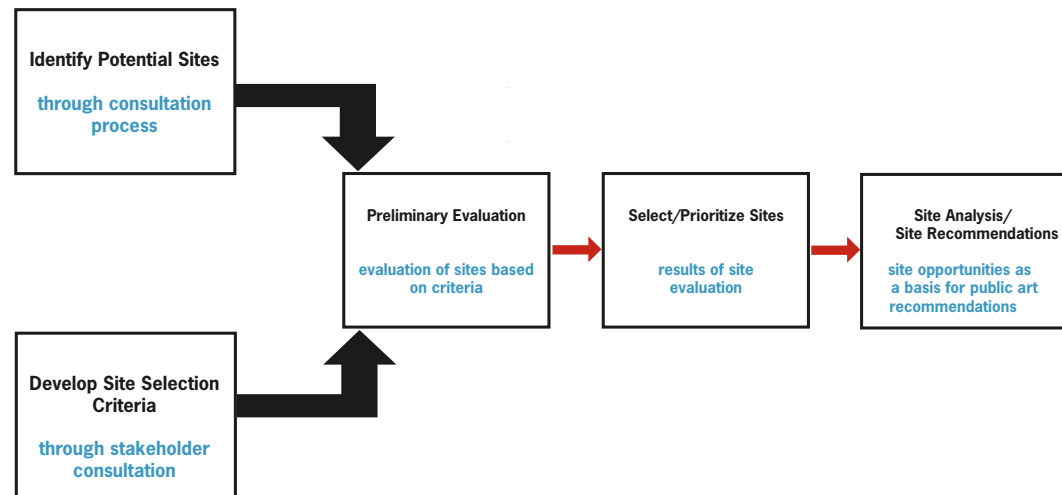 Identify Potential Sites
through consultation
process
Develop Site Selection
Criteria
through stakeholder
consultation
Preliminary Evaluation
evaluation of sites based
on criteria
Select/Prioritize Sites
results of site
evaluation
Site Analysis/
Site Recommendations
site opportunities as
a basis for public art
recommendations